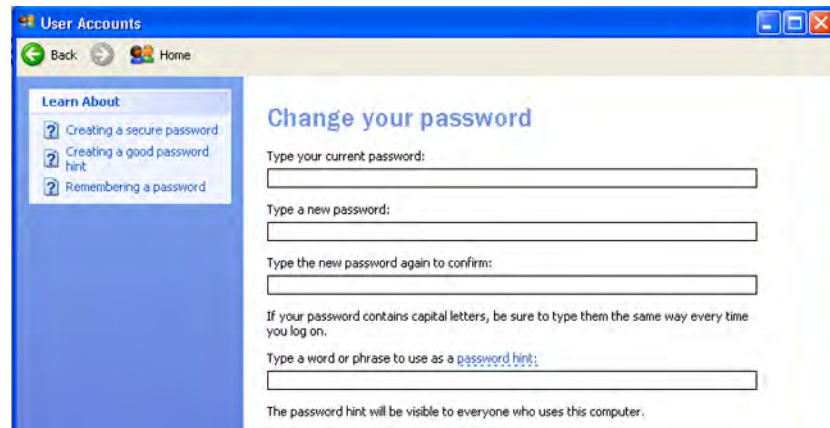 User Accounts
Back Home
Learn About
Creating a secure password
Creating a good password
hint
Remembering a password
Change your password
Type your current password:
Type a new password:
Type the new password again to confirm:
If your password contains capital letters, be sure to type them the same way every time
you log on.
Type a word or phrase to use as a password hint:
The password hint will be visible to everyone who uses this computer.